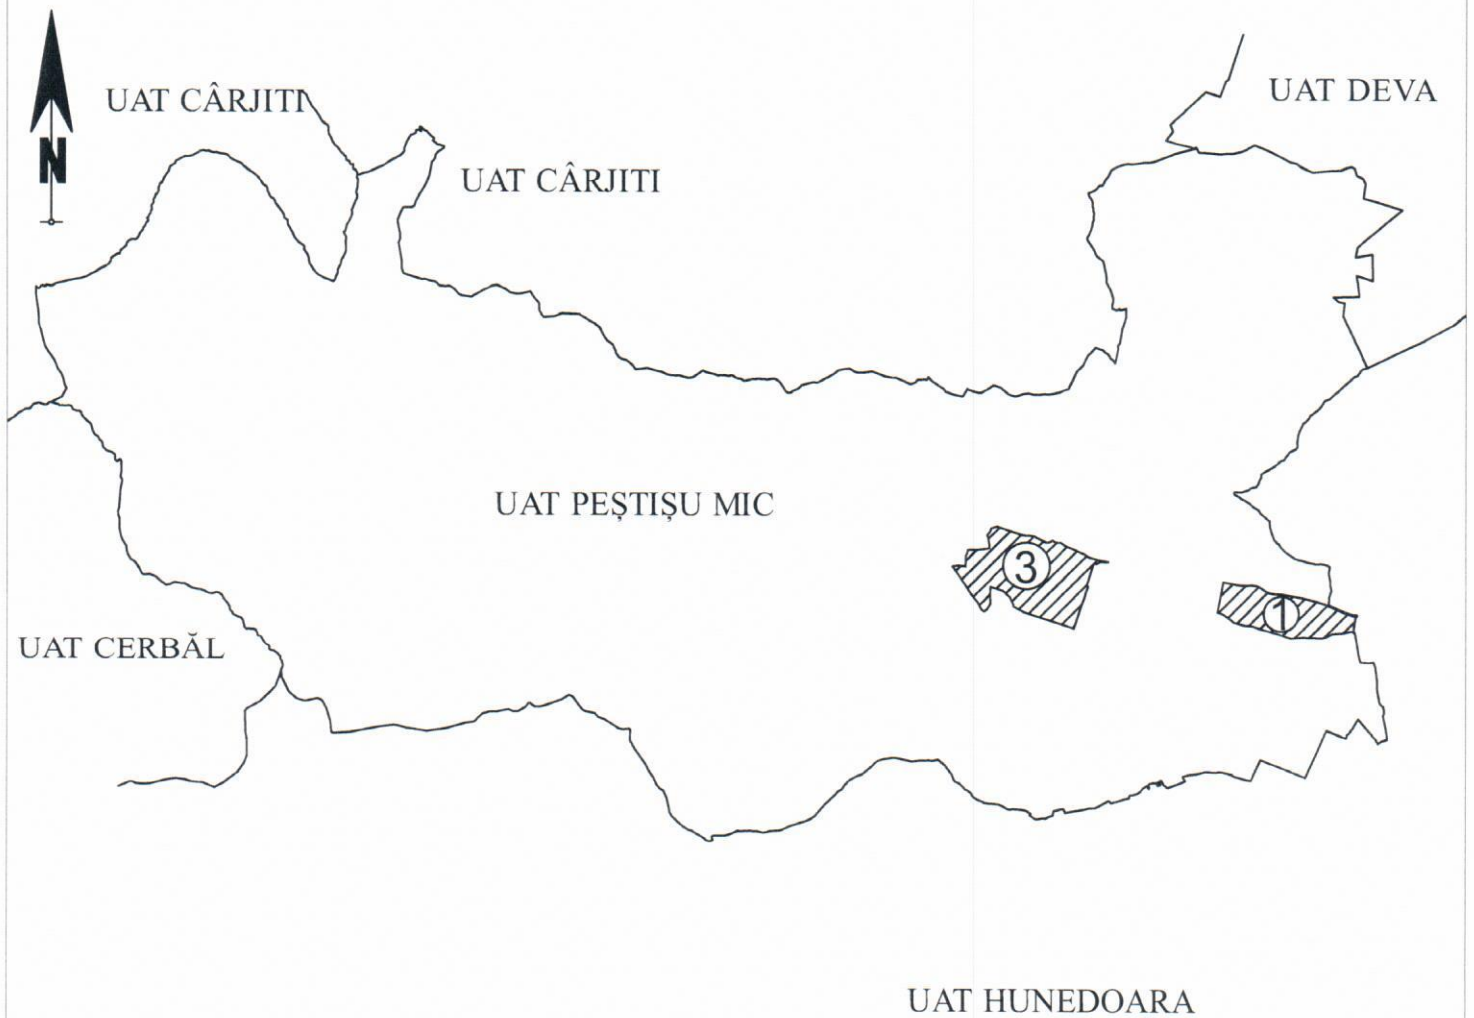 UAT DEVA
UAT CÂRJITI
N
UAT CÂRJITI
UAT PEȘTIȘU MIC
3
1
UAT CERBĂL
UAT HUNEDOARA